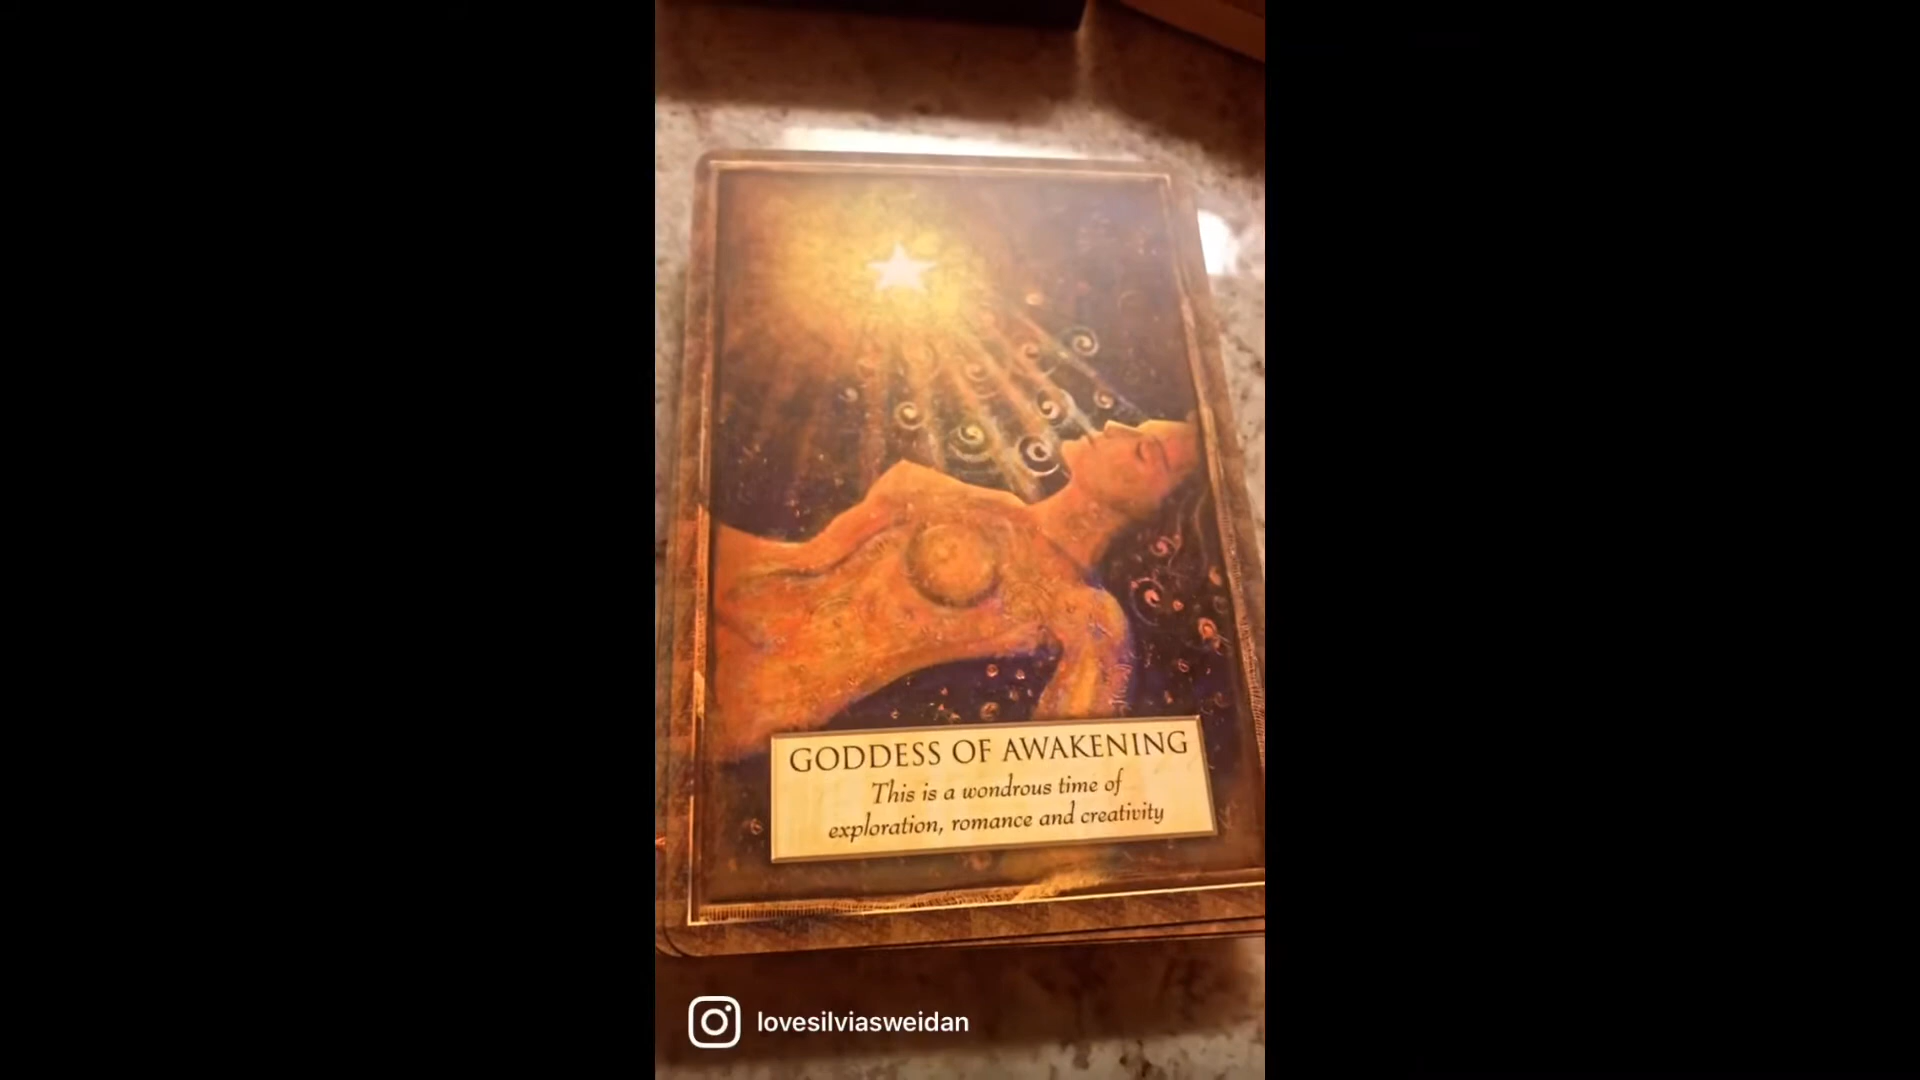 GODDESS OF AWAKENING
This is a wondrous time of
exploration, romance and creativity
lovesilviasweidan